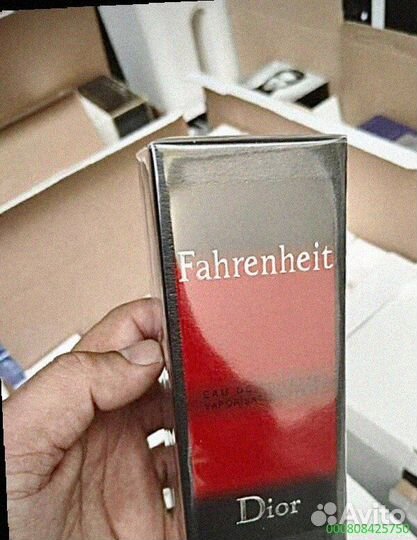 Fahrenheit
EAU DE
Dior
Avito
000808425750